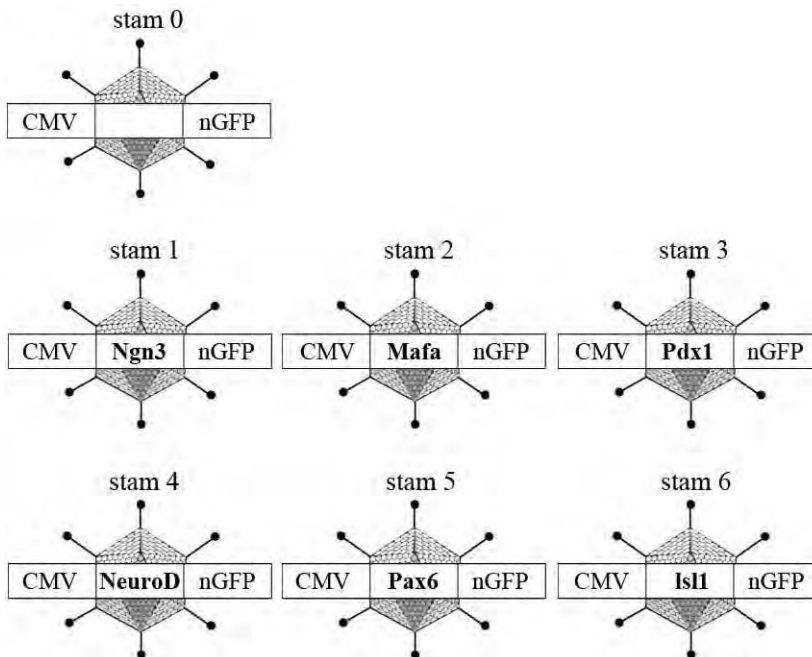 stam 0
CMV nGFP
stam 1 stam 2 stam 3
CMV Ngn3 nGFP CMV Mafa nGFP CMV Pdx1 nGFP
stam 4 stam 5 stam 6
CMV NeuroD nGFP CMV Pax6 nGFP CMV Isl1 nGFP